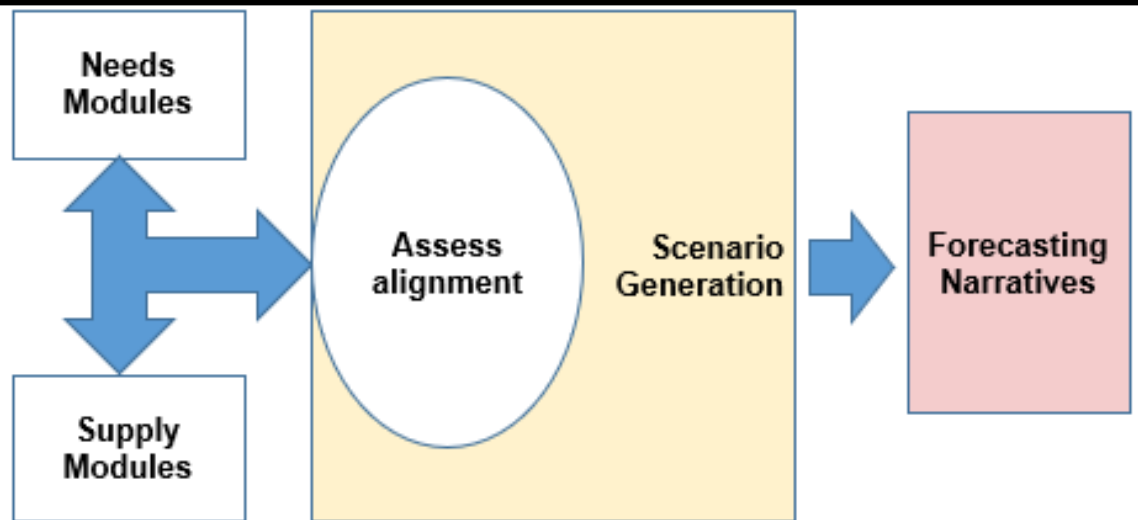 Needs
Modules
Assess
alignment
Scenario
Generation
Forecasting
Narratives
Supply
Modules